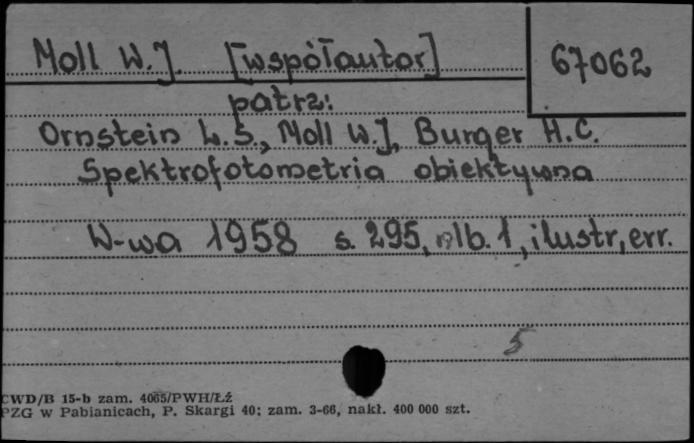 Moll W.J. [współautor] 67062
patrz:
Ornstein L.S., Moll W.J., Burger H.C.
Spektrofotometria obiektywna
W-wa 1958 s. 295, nlb. 1, ilustr, err.
5
CWD/B 15-b zam. 4065/PWH/Łź
PZG w Pabianicach, P. Skargi 40; zam. 3-66, nakł. 400 000 szt.